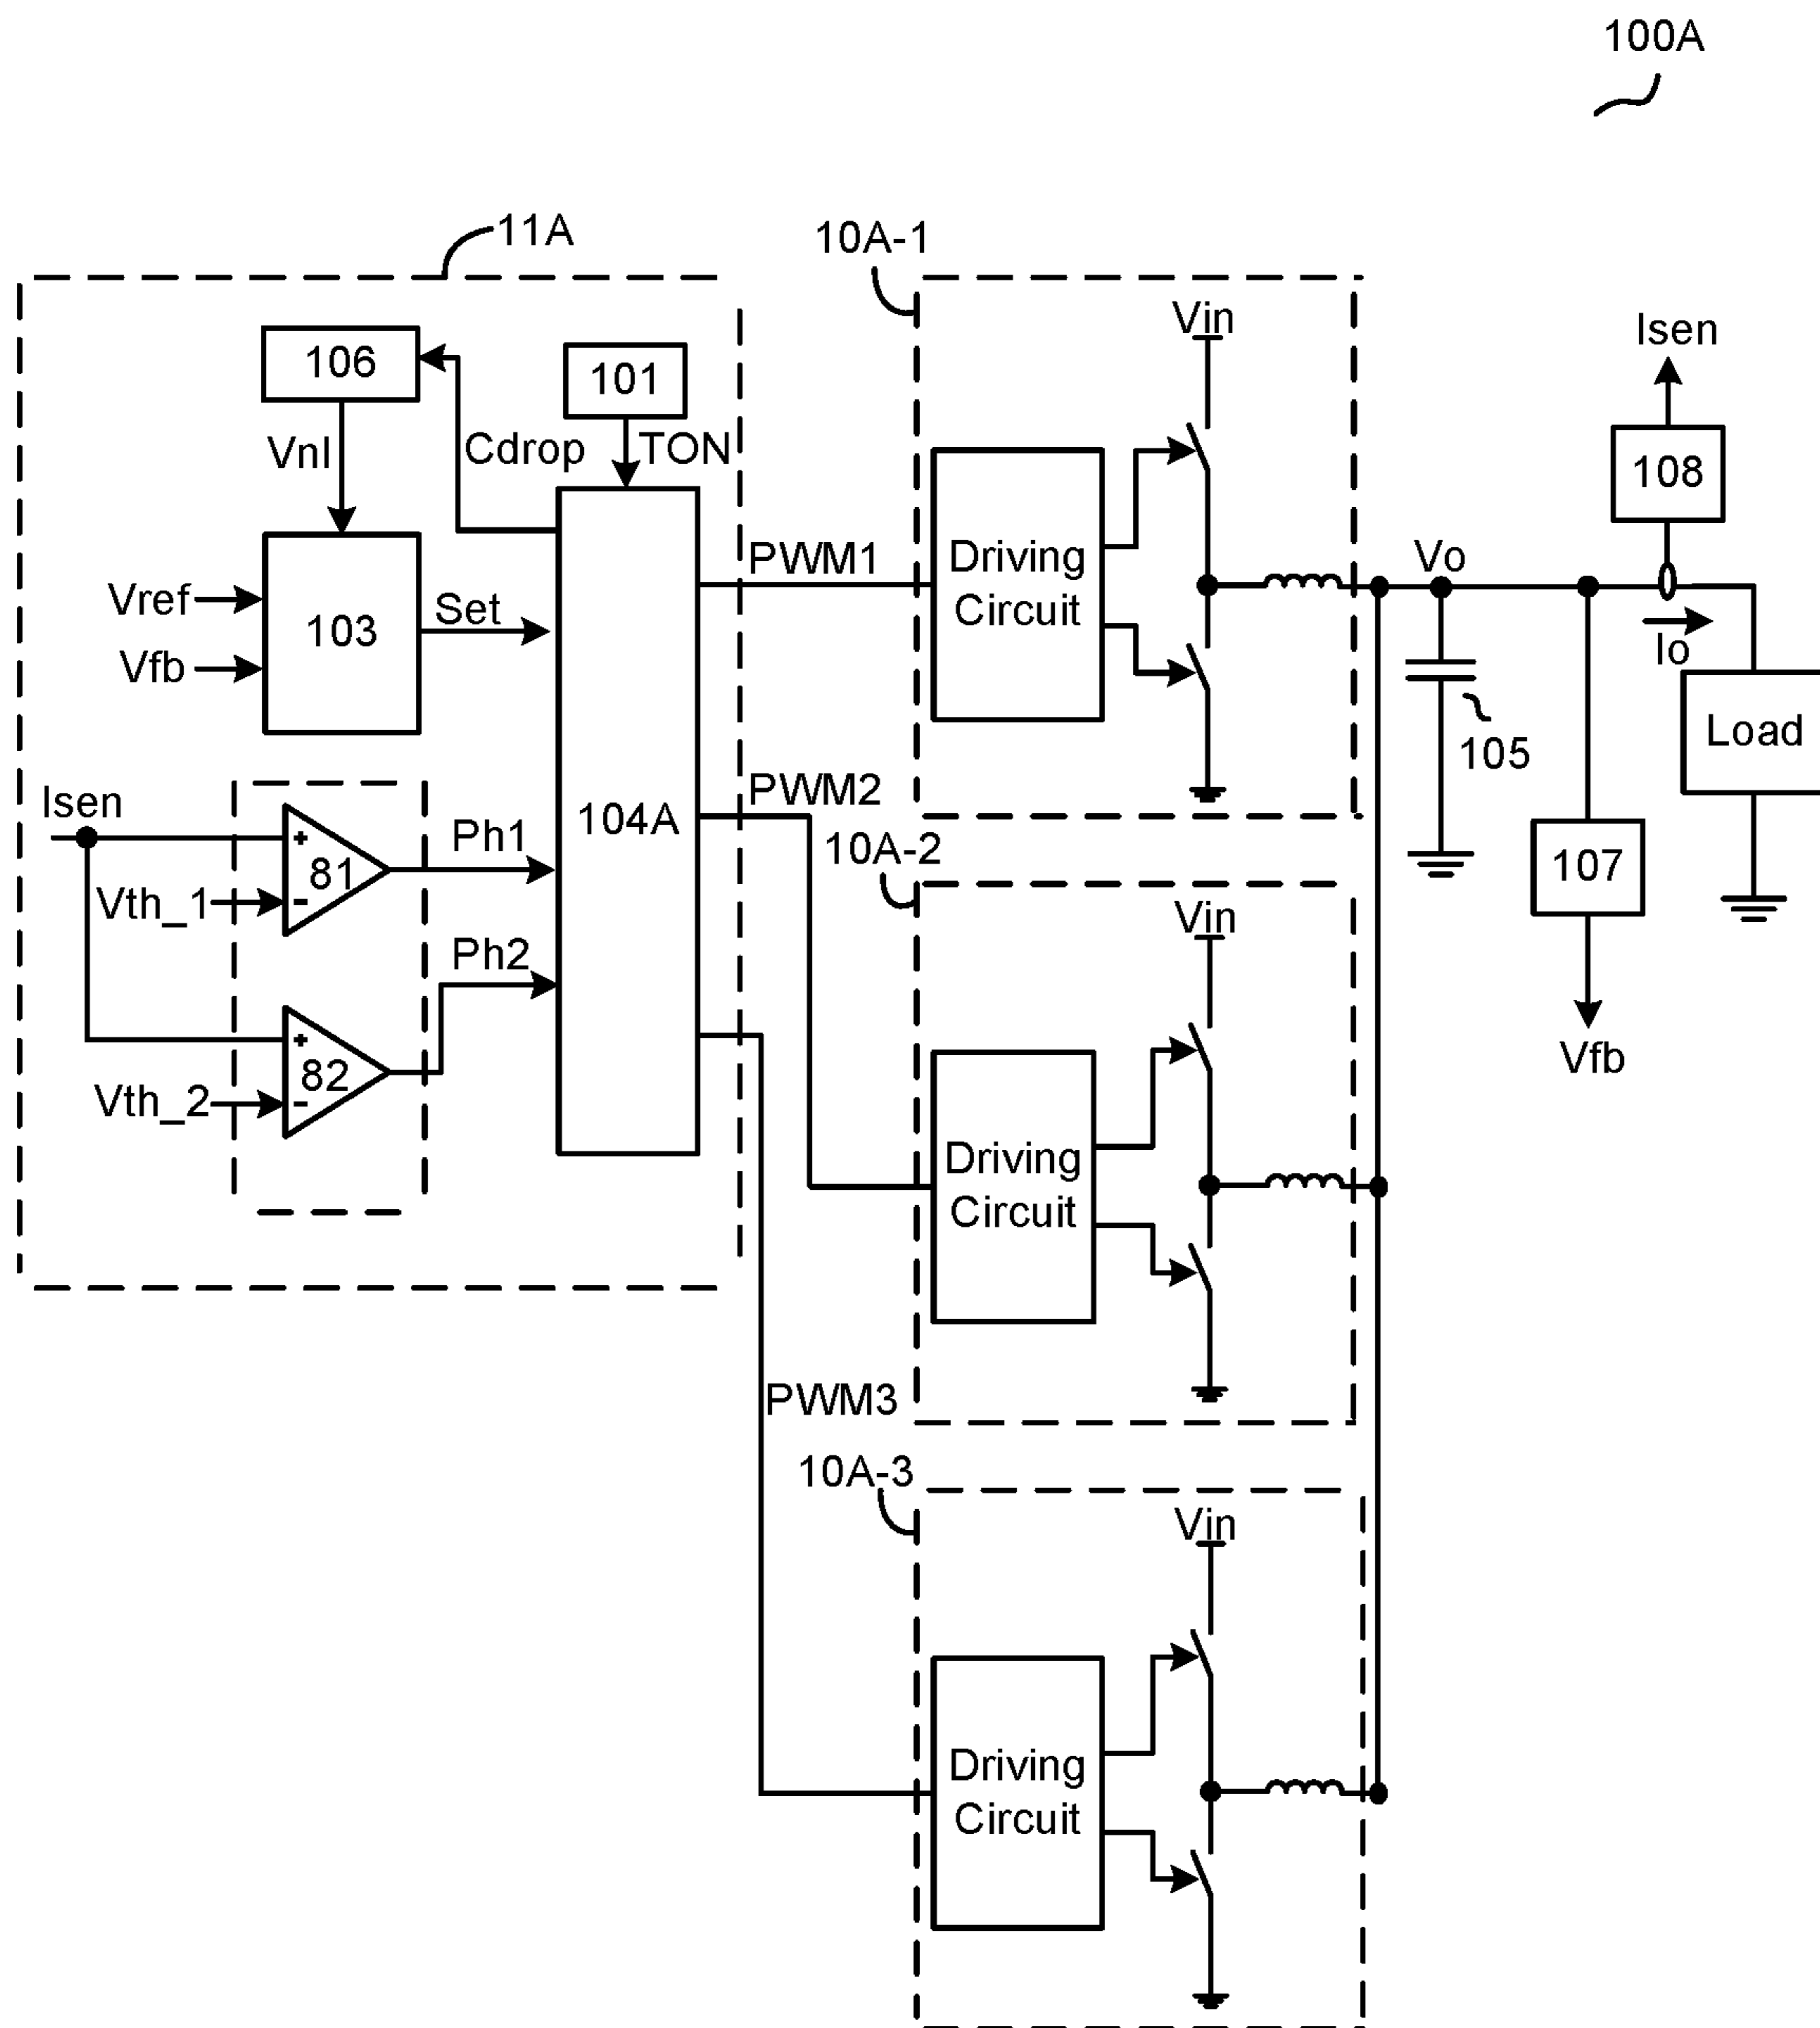 100A
11A
10A-1
Vin
Isen
106
101
108
Vnl
Cdrop
TON
PWM1
Driving
Circuit
Vo
Vref
Set
103
Vfb
Io
Load
105
Isen
PWM2
104A
Ph1
81
Vth_1
10A-2
107
Vin
Ph2
82
Vth_2
Vfb
Driving
Circuit
PWM3
10A-3
Vin
Driving
Circuit
+
-
+
-